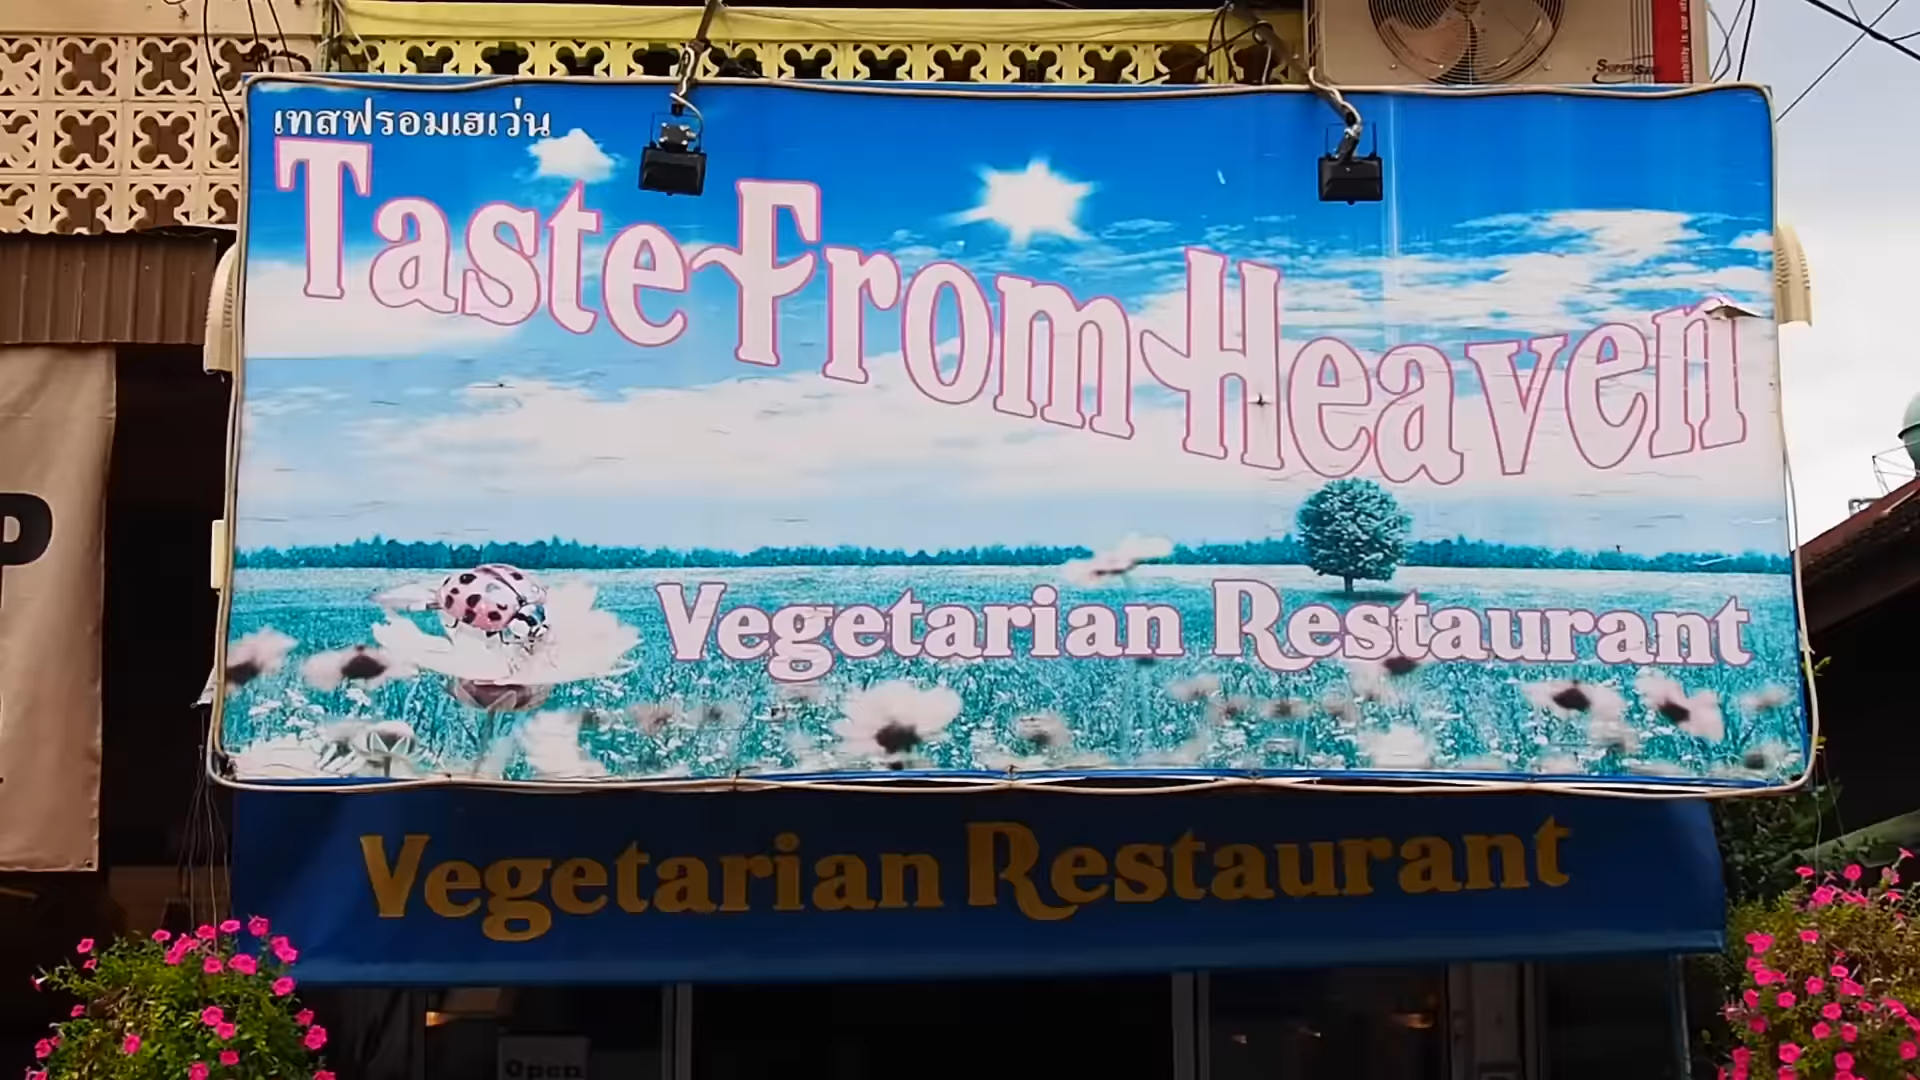 เทสฟรอมเฮเว่น
Taste From Heaven
Vegetarian Restaurant
Vegetarian Restaurant
Open
P